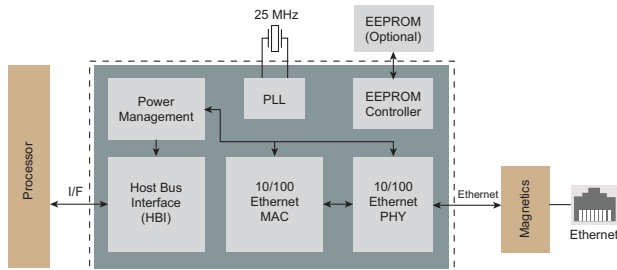 25 MHz
EEPROM
(Optional)
Processor
I/F
Power
Management
PLL
EEPROM
Controller
Host Bus
Interface
(HBI)
10/100
Ethernet
MAC
10/100
Ethernet
PHY
Ethernet
Magnetics
Ethernet